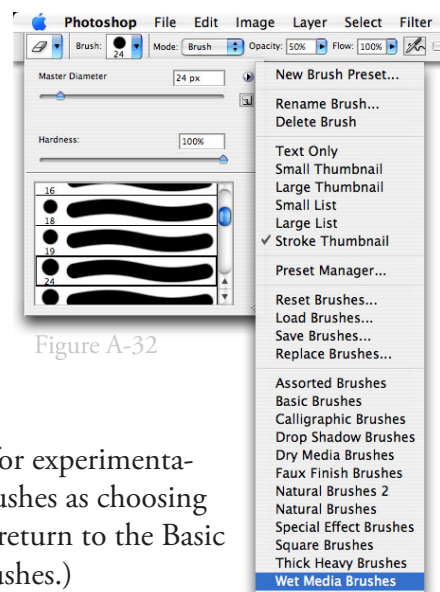 Photoshop File Edit Image Layer Select Filter
Brush: 24 Mode: Brush Opacity: 50% Flow: 100%
Master Diameter 24 px
Hardness: 100%
16
18
19
24
New Brush Preset...
Rename Brush...
Delete Brush
Text Only
Small Thumbnail
Large Thumbnail
Small List
Large List
✓ Stroke Thumbnail
Preset Manager...
Reset Brushes...
Load Brushes...
Save Brushes...
Replace Brushes...
Assorted Brushes
Basic Brushes
Calligraphic Brushes
Drop Shadow Brushes
Dry Media Brushes
Faux Finish Brushes
Natural Brushes 2
Natural Brushes
Special Effect Brushes
Square Brushes
Thick Heavy Brushes
Wet Media Brushes
Figure A-32
for experimenta-
ushes as choosing
return to the Basic
ushes.)